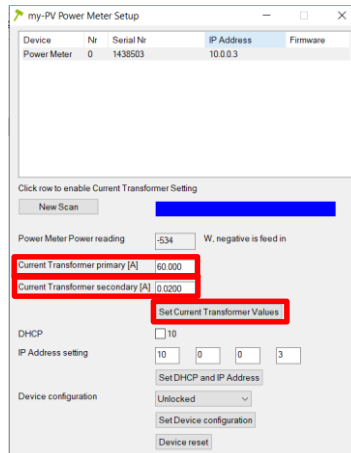 my-PV Power Meter Setup
Device Nr Serial Nr IP Address Firmware
Power Meter 0 1438503 10.0.0.3
Click row to enable Current Transformer Setting
New Scan
Power Meter Power reading -534 W, negative is feed in
Current Transformer primary [A] 60.000
Current Transformer secondary [A] 0.0200
Set Current Transformer Values
DHCP 10
IP Address setting 10 0 0 3
Set DHCP and IP Address
Device configuration Unlocked
Set Device configuration
Device reset